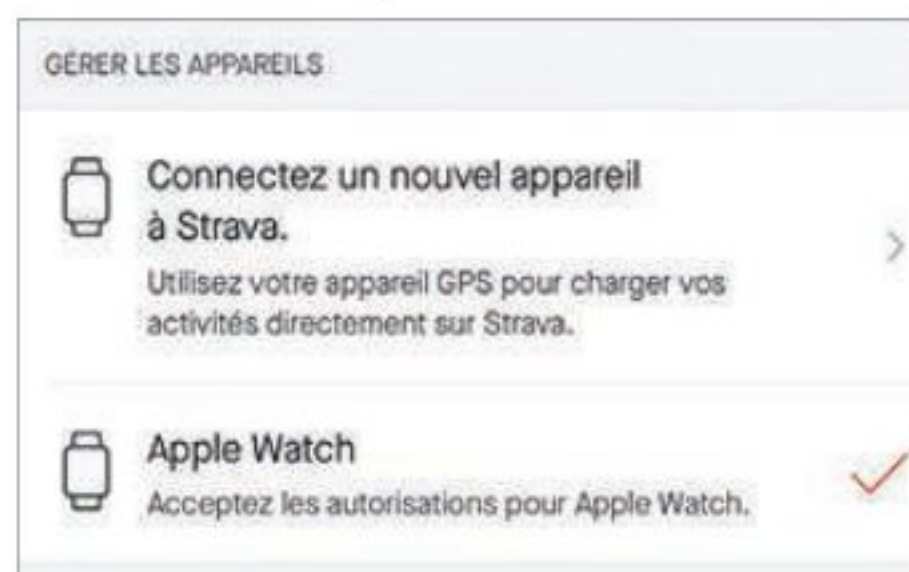 GÉRER LES APPAREILS
Connectez un nouvel appareil
à Strava.
Utilisez votre appareil GPS pour charger vos
activités directement sur Strava.
Apple Watch
Acceptez les autorisations pour Apple Watch.